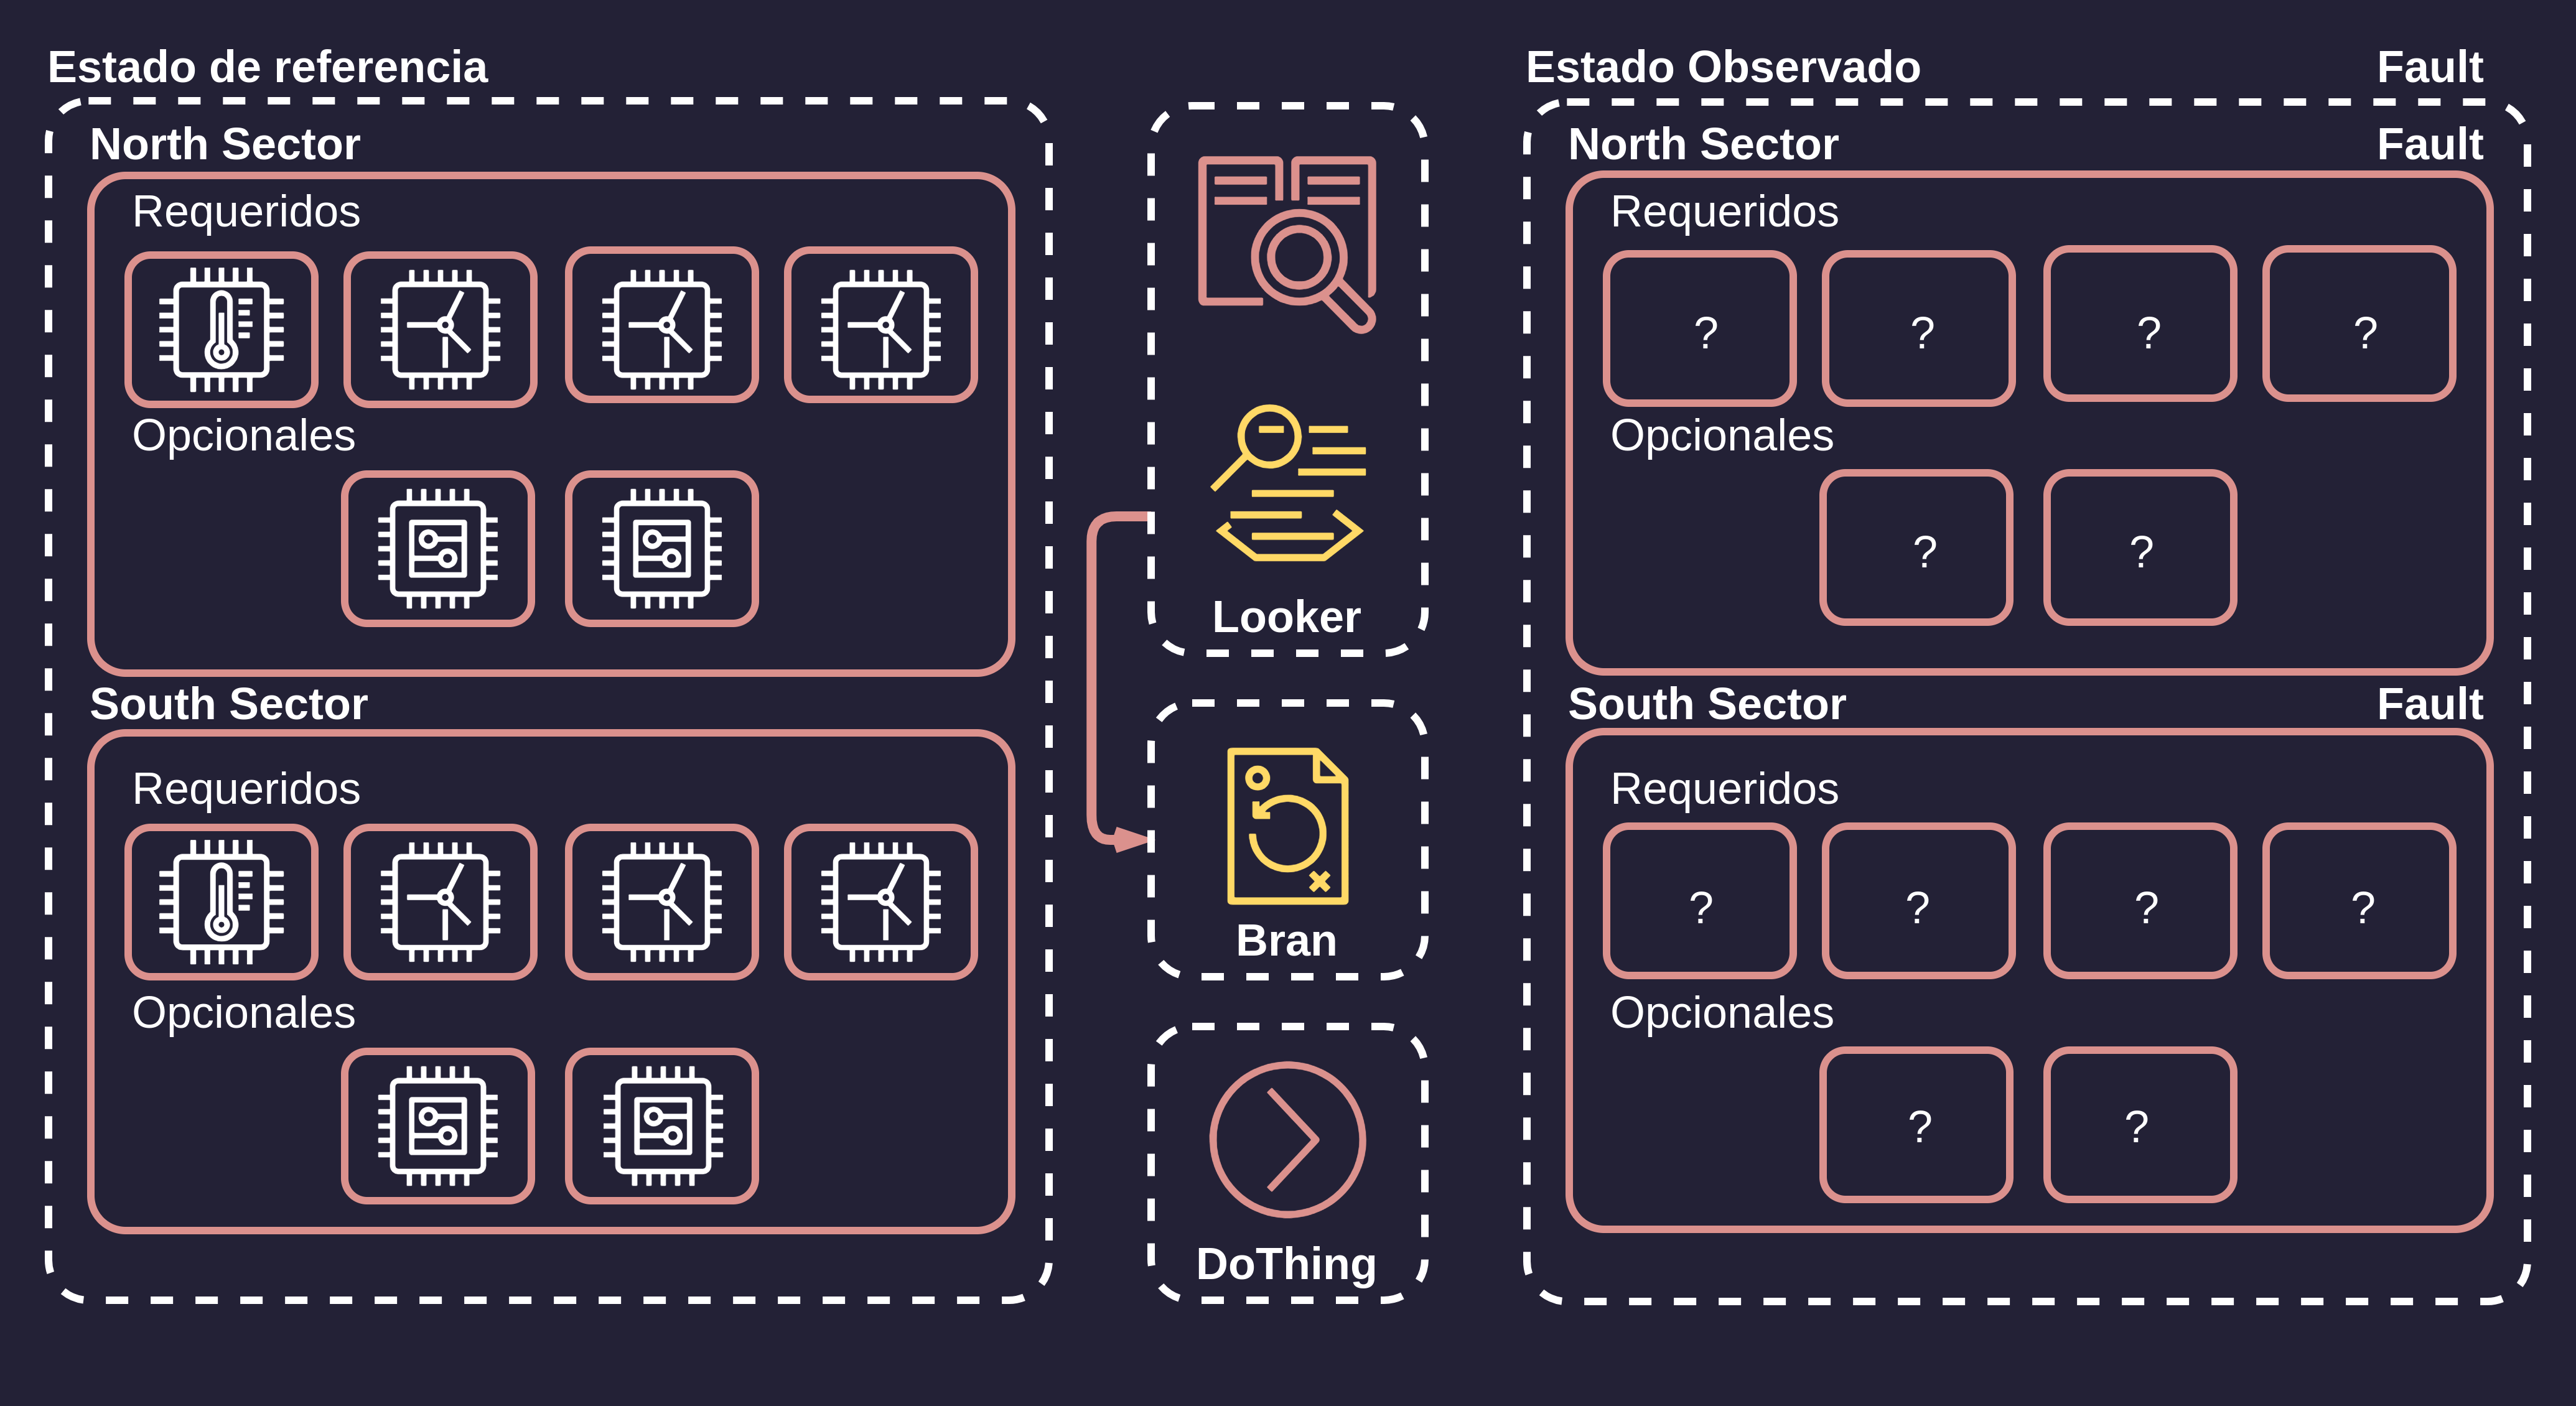 Estado de referencia
North Sector
Requeridos
Opcionales
South Sector
Requeridos
Opcionales
Looker
Bran
DoThing
Estado Observado Fault
North Sector Fault
Requeridos
? ? ? ?
Opcionales
? ?
South Sector Fault
Requeridos
? ? ? ?
Opcionales
? ?